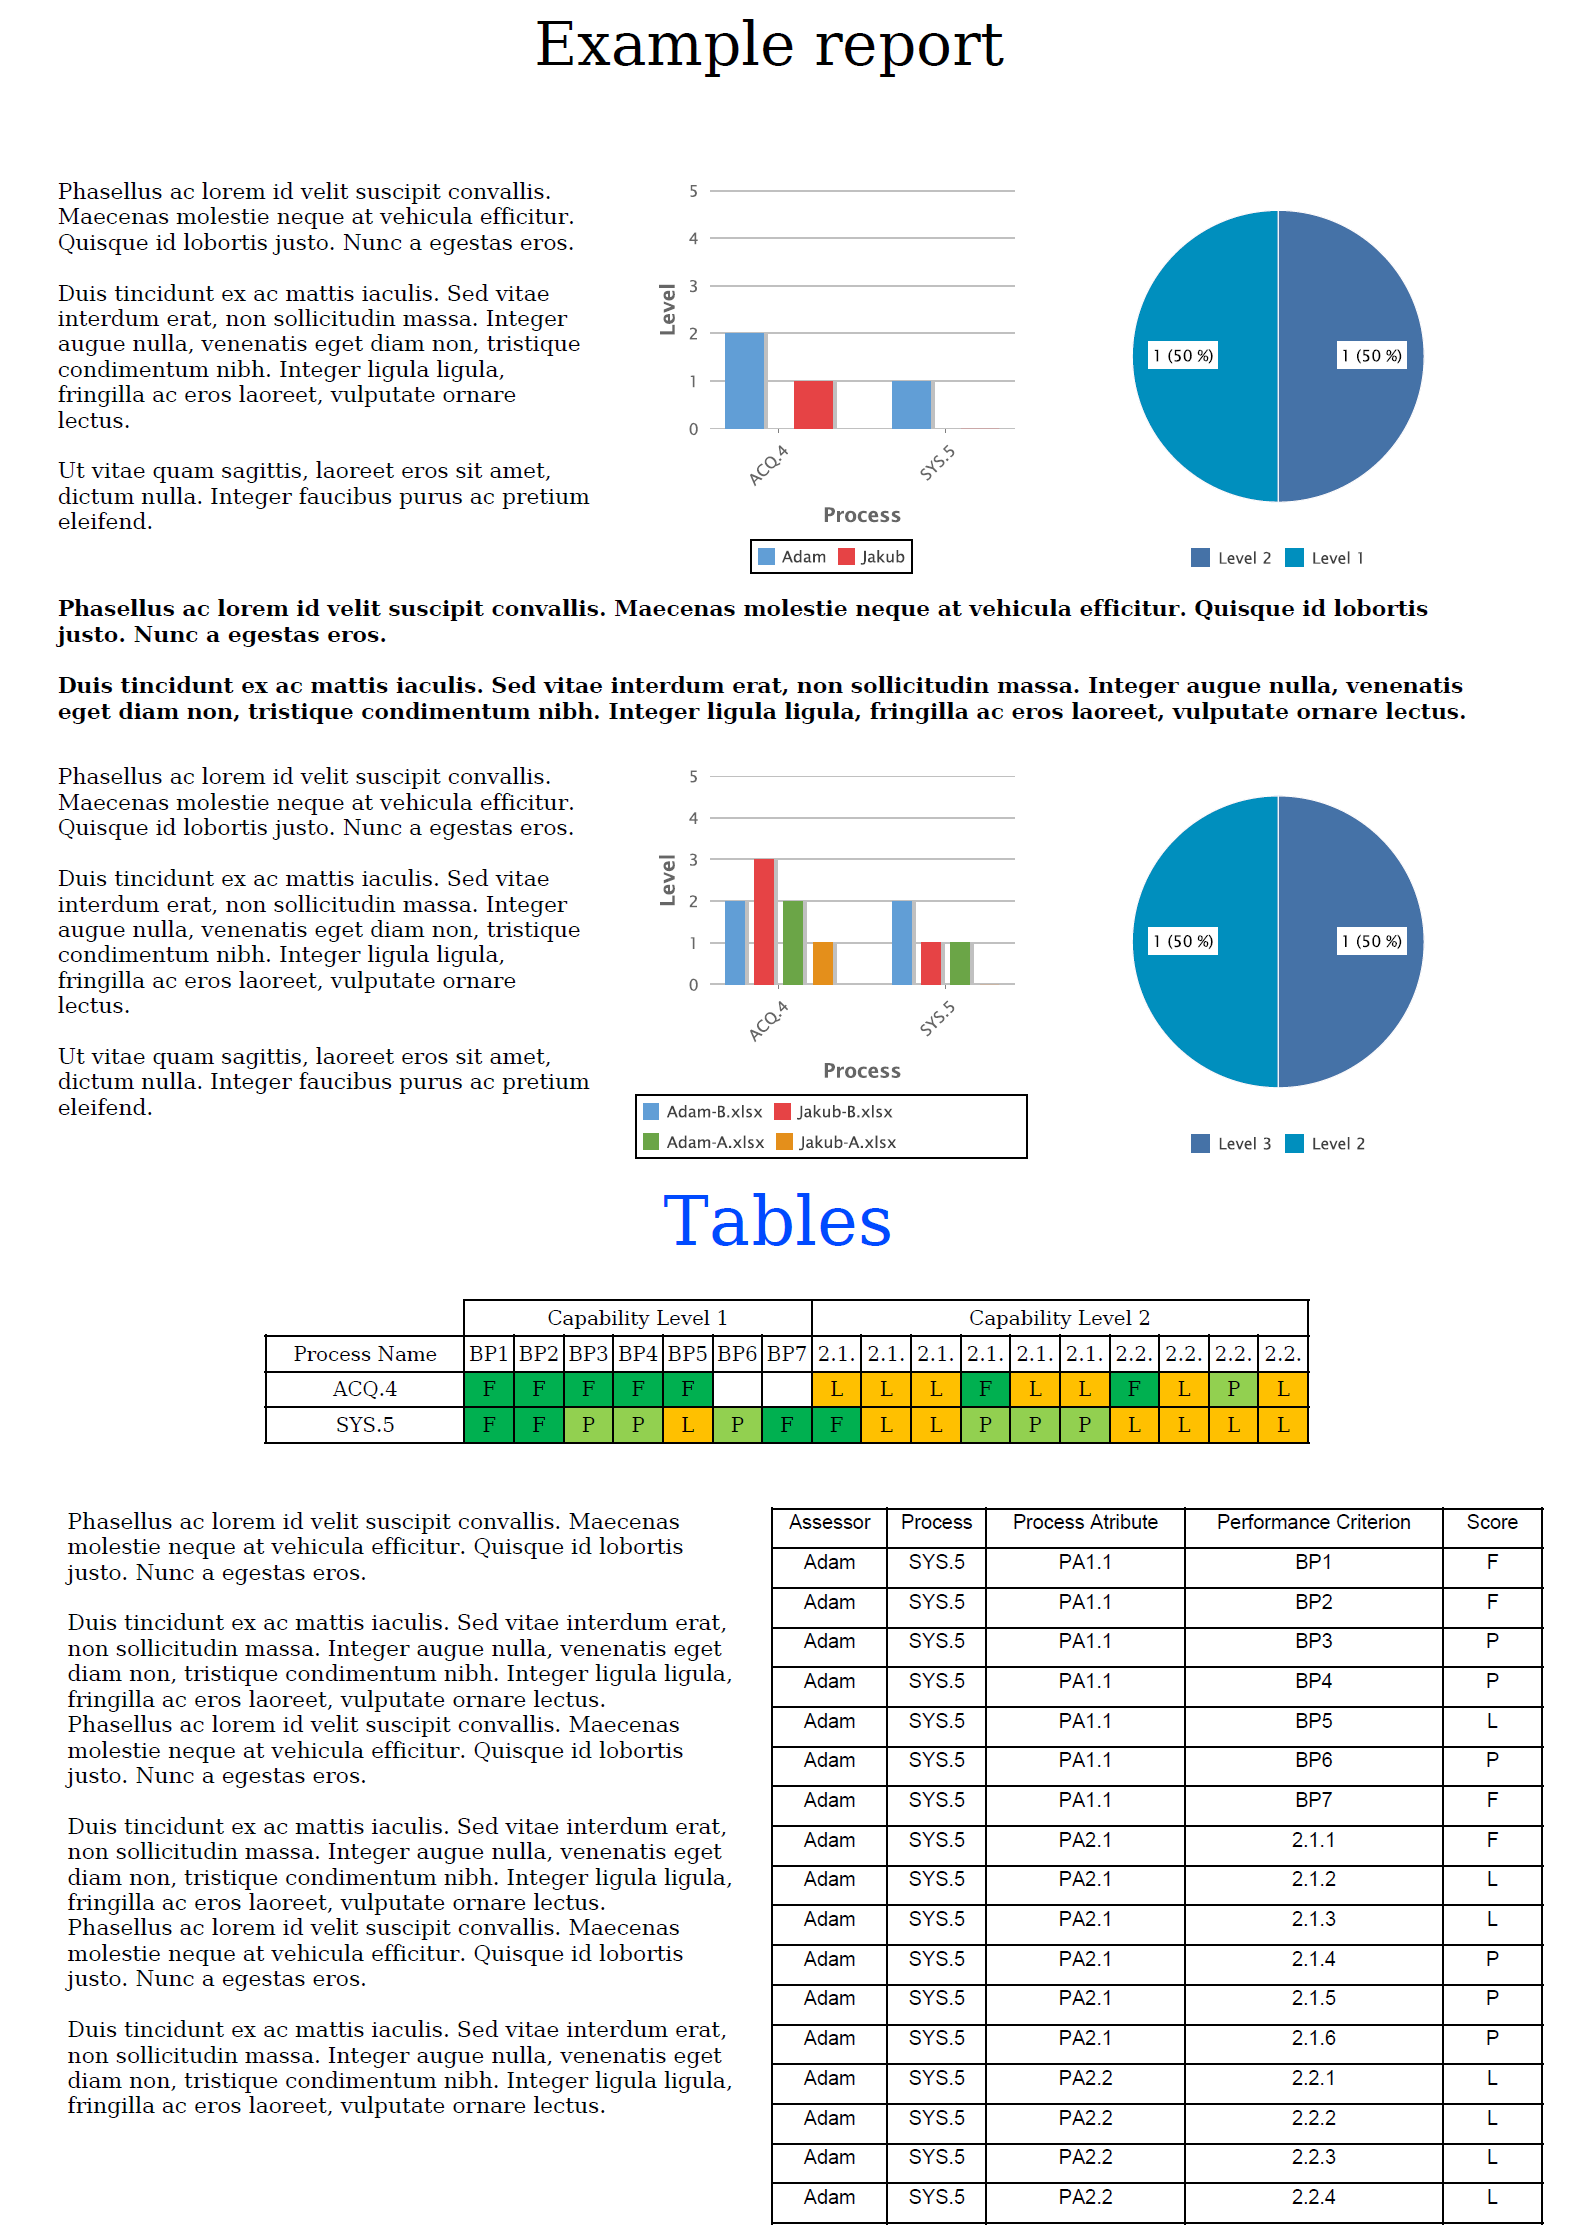 Example report
Phasellus ac lorem id velit suscipit convallis.
Maecenas molestie neque at vehicula efficitur.
Quisque id lobortis justo. Nunc a egestas eros.
Duis tincidunt ex ac mattis iaculis. Sed vitae
interdum erat, non sollicitudin massa. Integer
augue nulla, venenatis eget diam non, tristique
condimentum nibh. Integer ligula ligula,
fringilla ac eros laoreet, vulputate ornare
lectus.
Ut vitae quam sagittis, laoreet eros sit amet,
dictum nulla. Integer faucibus purus ac pretium
eleifend.
5
4
3
2
1
0
Level
ACQ.4 SYS.5
Process
Adam Jakub
1 (50 %) 1 (50 %)
Level 2 Level 1
Phasellus ac lorem id velit suscipit convallis. Maecenas molestie neque at vehicula efficitur. Quisque id lobortis
justo. Nunc a egestas eros.
Duis tincidunt ex ac mattis iaculis. Sed vitae interdum erat, non sollicitudin massa. Integer augue nulla, venenatis
eget diam non, tristique condimentum nibh. Integer ligula ligula, fringilla ac eros laoreet, vulputate ornare lectus.
Phasellus ac lorem id velit suscipit convallis.
Maecenas molestie neque at vehicula efficitur.
Quisque id lobortis justo. Nunc a egestas eros.
Duis tincidunt ex ac mattis iaculis. Sed vitae
interdum erat, non sollicitudin massa. Integer
augue nulla, venenatis eget diam non, tristique
condimentum nibh. Integer ligula ligula,
fringilla ac eros laoreet, vulputate ornare
lectus.
Ut vitae quam sagittis, laoreet eros sit amet,
dictum nulla. Integer faucibus purus ac pretium
eleifend.
5
4
3
2
1
0
Level
ACQ.4 SYS.5
Process
Adam-B.xlsx Jakub-B.xlsx
Adam-A.xlsx Jakub-A.xlsx
1 (50 %) 1 (50 %)
Level 3 Level 2
Tables
Capability Level 1 Capability Level 2
Process Name BP1 BP2 BP3 BP4 BP5 BP6 BP7 2.1. 2.1. 2.1. 2.1. 2.1. 2.1. 2.2. 2.2. 2.2. 2.2.
ACQ.4 F F F F F L L L F L L F L P L
SYS.5 F F P P L P F F L L P P P L L L L
Phasellus ac lorem id velit suscipit convallis. Maecenas
molestie neque at vehicula efficitur. Quisque id lobortis
justo. Nunc a egestas eros.
Duis tincidunt ex ac mattis iaculis. Sed vitae interdum erat,
non sollicitudin massa. Integer augue nulla, venenatis eget
diam non, tristique condimentum nibh. Integer ligula ligula,
fringilla ac eros laoreet, vulputate ornare lectus.
Phasellus ac lorem id velit suscipit convallis. Maecenas
molestie neque at vehicula efficitur. Quisque id lobortis
justo. Nunc a egestas eros.
Duis tincidunt ex ac mattis iaculis. Sed vitae interdum erat,
non sollicitudin massa. Integer augue nulla, venenatis eget
diam non, tristique condimentum nibh. Integer ligula ligula,
fringilla ac eros laoreet, vulputate ornare lectus.
Phasellus ac lorem id velit suscipit convallis. Maecenas
molestie neque at vehicula efficitur. Quisque id lobortis
justo. Nunc a egestas eros.
Duis tincidunt ex ac mattis iaculis. Sed vitae interdum erat,
non sollicitudin massa. Integer augue nulla, venenatis eget
diam non, tristique condimentum nibh. Integer ligula ligula,
fringilla ac eros laoreet, vulputate ornare lectus.
Assessor Process Process Atribute Performance Criterion Score
Adam SYS.5 PA1.1 BP1 F
Adam SYS.5 PA1.1 BP2 F
Adam SYS.5 PA1.1 BP3 P
Adam SYS.5 PA1.1 BP4 P
Adam SYS.5 PA1.1 BP5 L
Adam SYS.5 PA1.1 BP6 P
Adam SYS.5 PA1.1 BP7 F
Adam SYS.5 PA2.1 2.1.1 F
Adam SYS.5 PA2.1 2.1.2 L
Adam SYS.5 PA2.1 2.1.3 L
Adam SYS.5 PA2.1 2.1.4 P
Adam SYS.5 PA2.1 2.1.5 P
Adam SYS.5 PA2.1 2.1.6 P
Adam SYS.5 PA2.2 2.2.1 L
Adam SYS.5 PA2.2 2.2.2 L
Adam SYS.5 PA2.2 2.2.3 L
Adam SYS.5 PA2.2 2.2.4 L